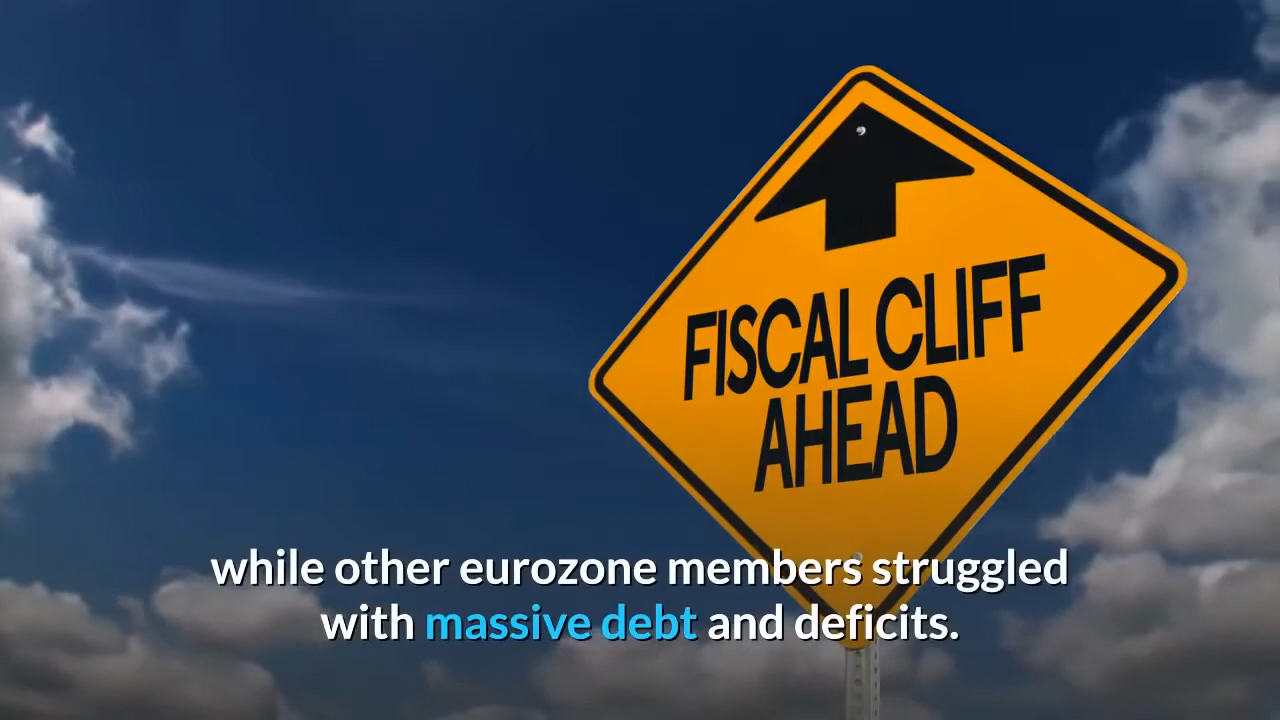 FISCAL CLIFF
AHEAD
while other eurozone members struggled
with massive debt and deficits.